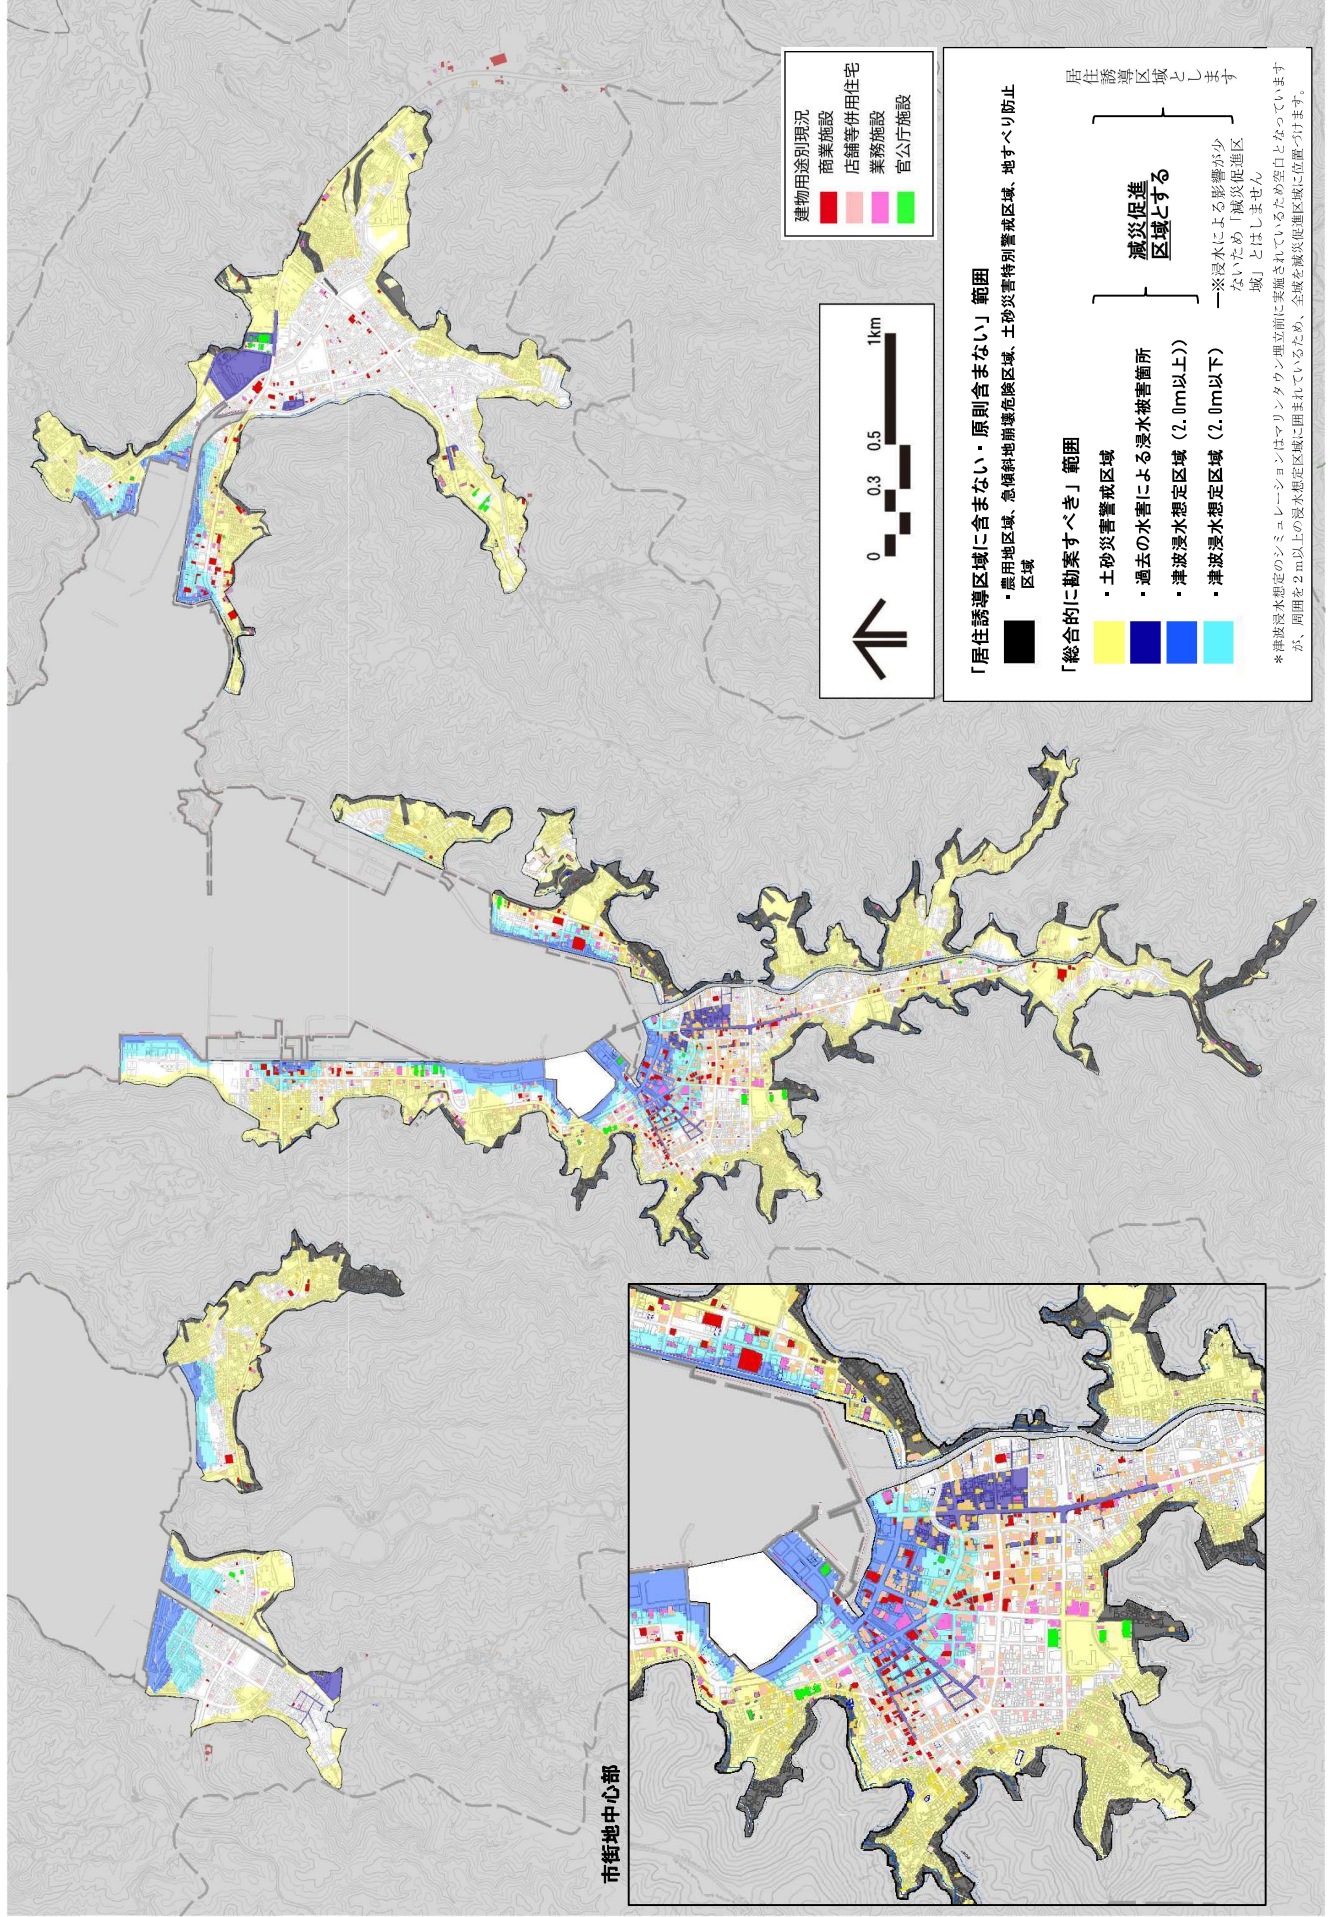 市街地中心部
建物用途別現況
商業施設
店舗等併用住宅
業務施設
官公庁施設
0
0.3
0.5
1km
「居住誘導区域に含まない・原則含まない」範囲
・農用地区域、急傾斜地崩壊危険区域、土砂災害特別警戒区域、地すべり防止
区域
「総合的に勘案すべき」範囲
・土砂災害警戒区域
・過去の水害による浸水被害箇所
・津波浸水想定区域（2.0m以上））
・津波浸水想定区域（2.0m以下）
減災促進
区域とする
―※浸水による影響が少
ないため「減災促進区
域」とはしません
居住誘導区域とします
＊津波浸水想定のシミュレーションはマリンタウン埋立前に実施されているため空白となっています
が、周囲を２ｍ以上の浸水想定区域に囲まれているため、全域を減災促進区域に位置づけます。